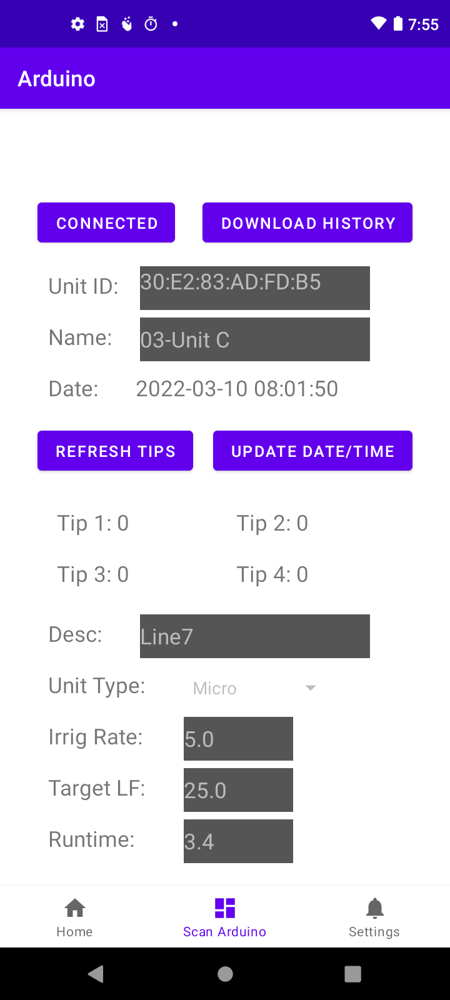 7:55
Arduino
CONNECTED DOWNLOAD HISTORY
Unit ID: 30:E2:83:AD:FD:B5
Name: 03-Unit C
Date: 2022-03-10 08:01:50
REFRESH TIPS UPDATE DATE/TIME
Tip 1: 0 Tip 2: 0
Tip 3: 0 Tip 4: 0
Desc: Line7
Unit Type: Micro
Irrig Rate: 5.0
Target LF: 25.0
Runtime: 3.4
Home Scan Arduino Settings